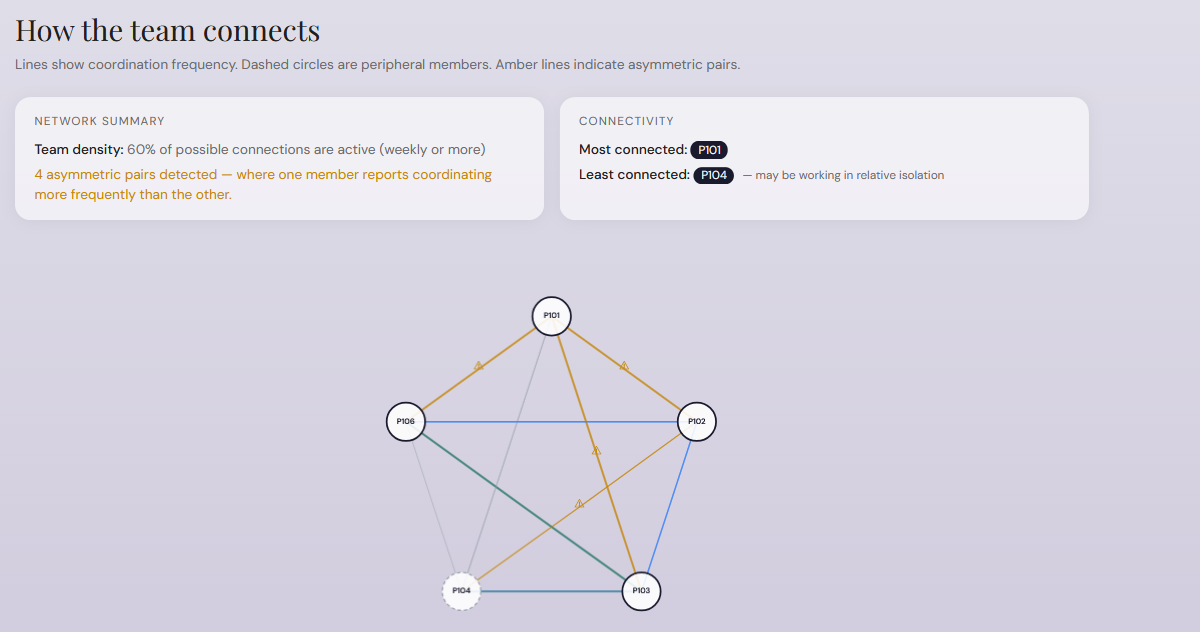 How the team connects
Lines show coordination frequency. Dashed circles are peripheral members. Amber lines indicate asymmetric pairs.
NETWORK SUMMARY
Team density: 60% of possible connections are active (weekly or more)
4 asymmetric pairs detected — where one member reports coordinating
more frequently than the other.
CONNECTIVITY
Most connected: P101
Least connected: P104 — may be working in relative isolation
P101
P106
P102
P104
P103